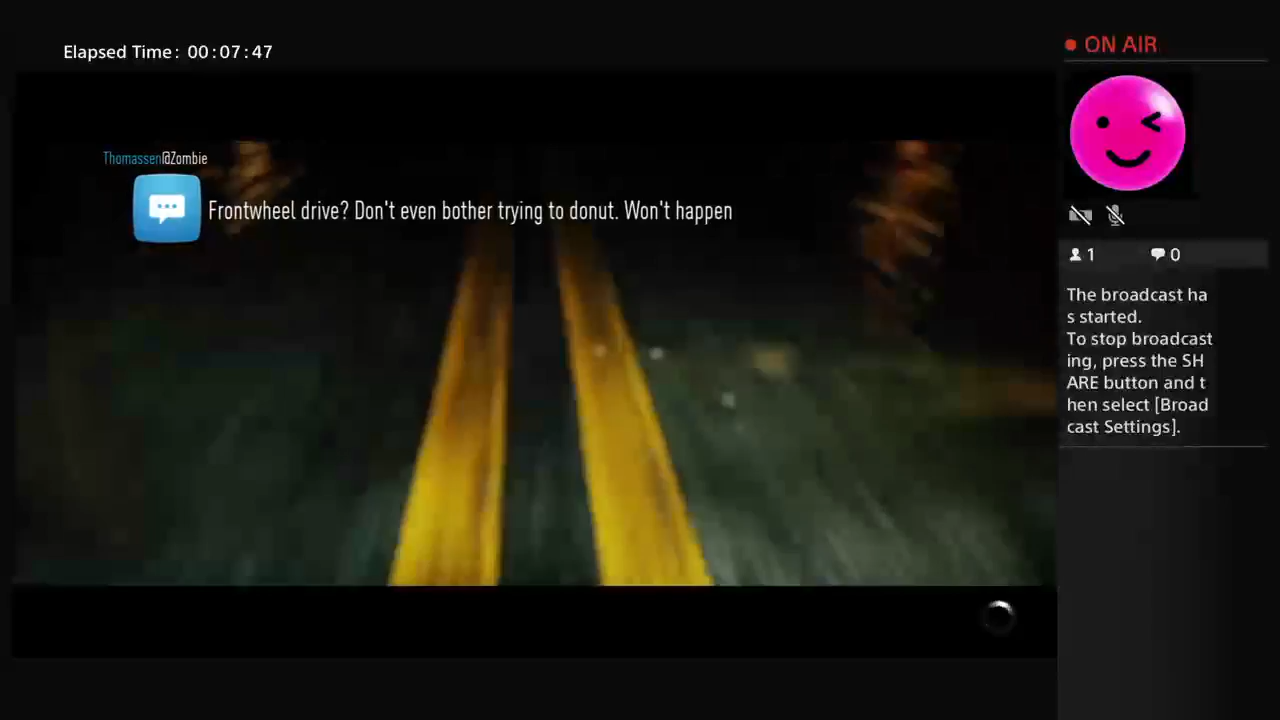 Elapsed Time: 00:07:47
ON AIR
Thomassen@Zombie
Frontwheel drive? Don't even bother trying to donut. Won't happen
1
0
The broadcast ha
s started.
To stop broadcast
ing, press the SH
ARE button and t
hen select [Broad
cast Settings].